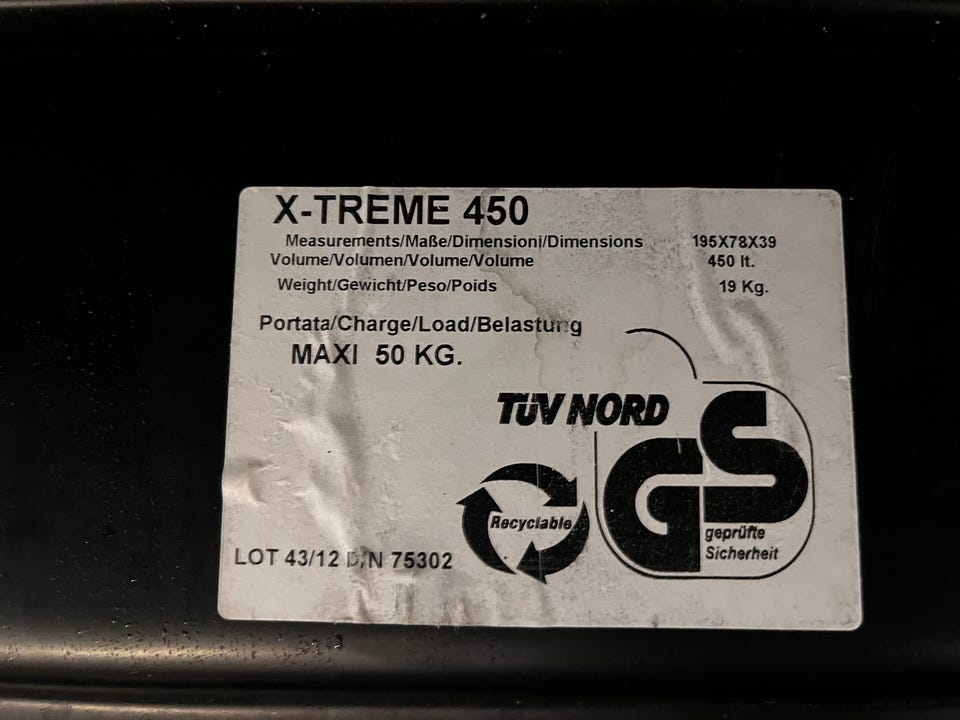 X-TREME 450
Measurements/Maße/Dimensioni/Dimensions 195X78X39
Volume/Volumen/Volume/Volume 450 lt.
Weight/Gewicht/Peso/Poids 19 Kg.
Portata/Charge/Load/Belastung
MAXI 50 KG.
TÜV NORD
GS
Recyclable
geprüfte
Sicherheit
LOT 43/12 D/N 75302